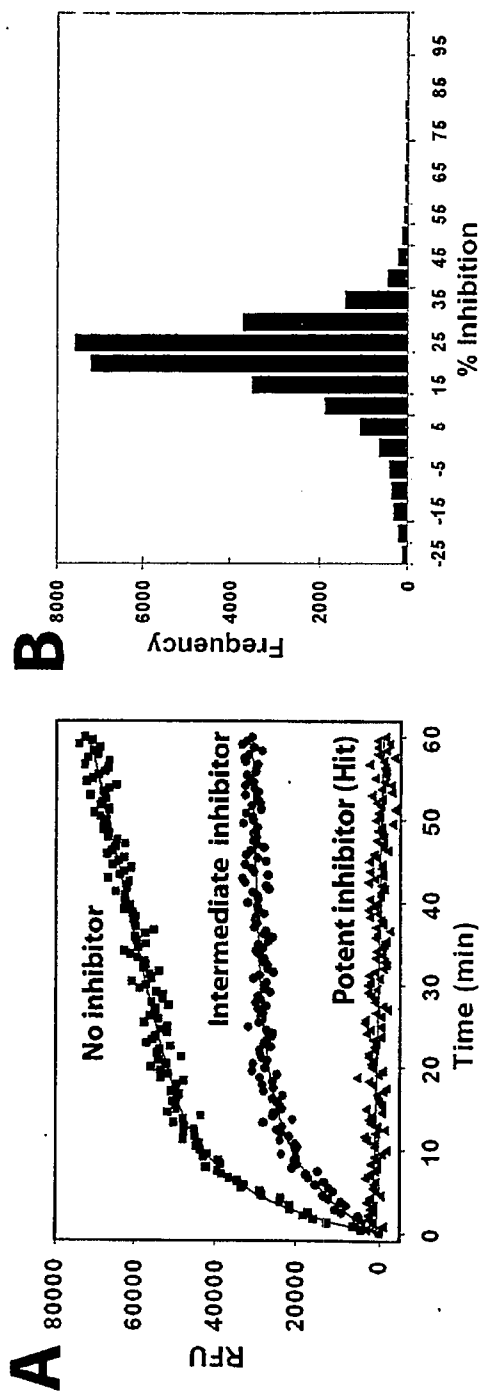 A
RFU
80000
60000
40000
20000
0
No inhibitor
Intermediate inhibitor
Potent inhibitor (Hit)
0 10 20 30 40 50 60
Time (min)
B
Frequency
8000
6000
4000
2000
0
-25 -15 -5 5 15 25 35 45 55 65 75 85 95
% Inhibition